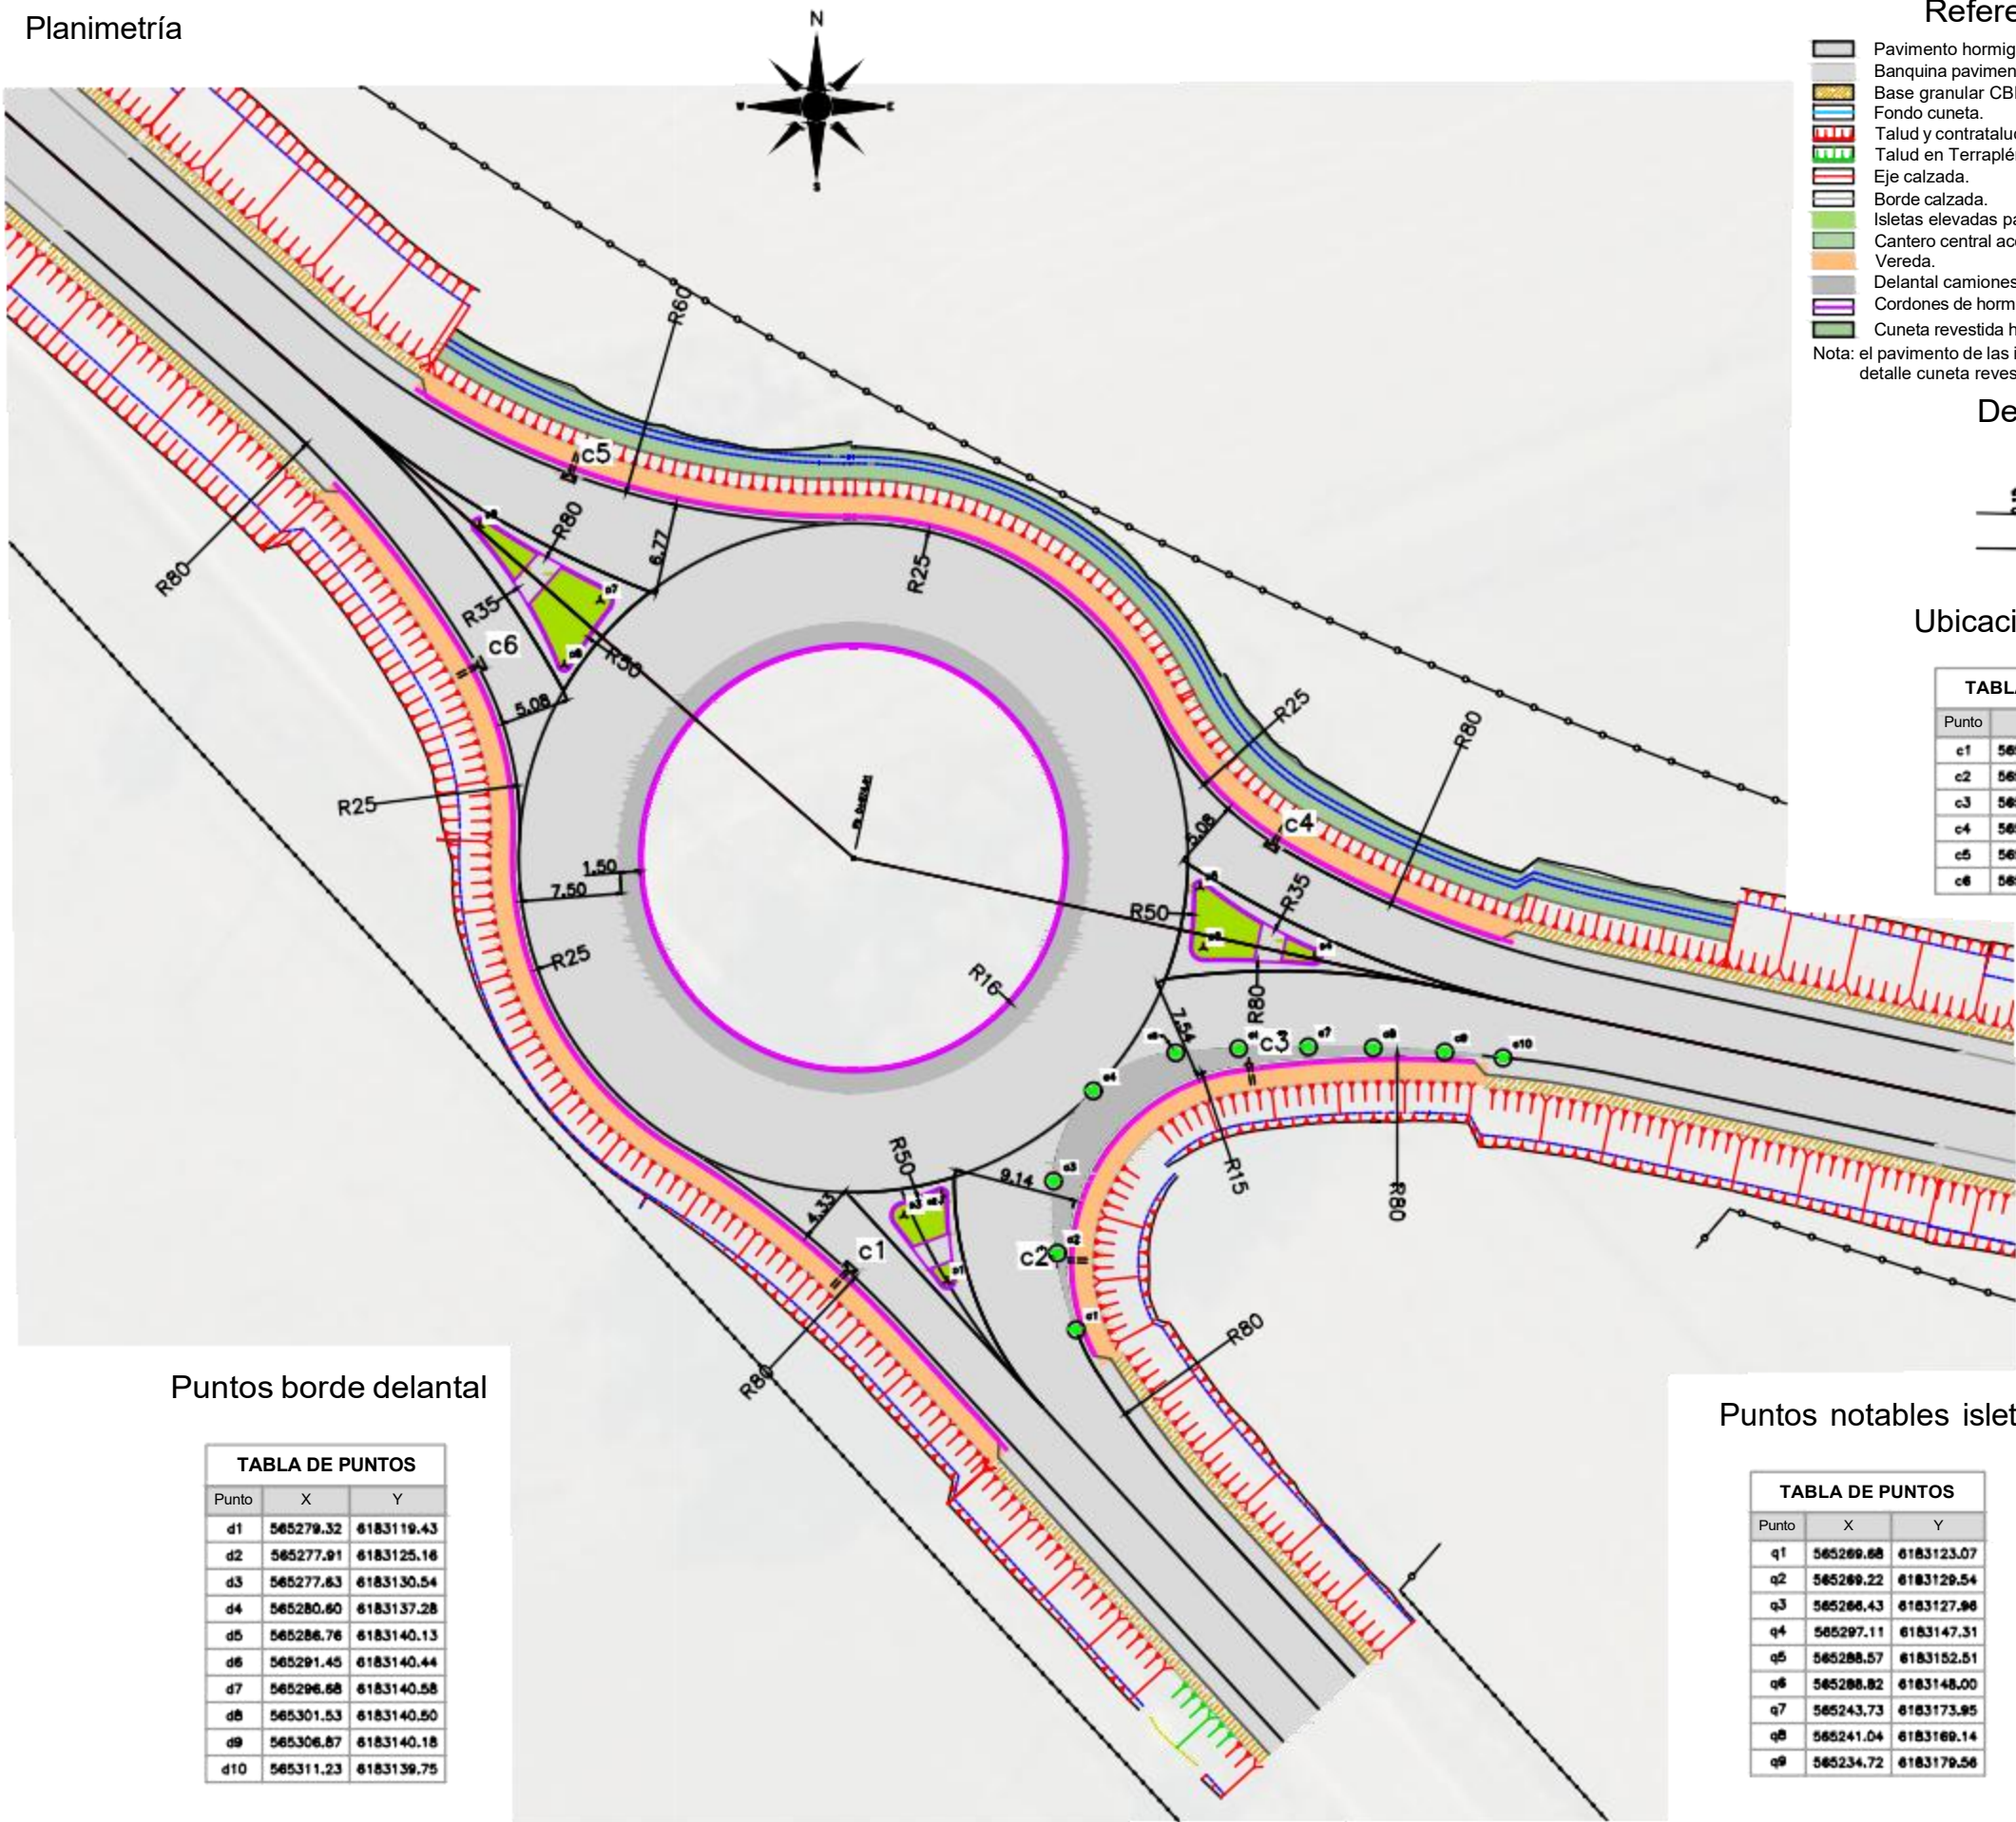 Planimetría
N
S
Refere
Pavimento hormig
Banquina pavimen
Base granular CB
Fondo cuneta.
Talud y contratalu
Talud en Terraplé
Eje calzada.
Borde calzada.
Isletas elevadas pa
Cantero central ac
Vereda.
Delantal camiones
Cordones de horm
Cuneta revestida h
Nota: el pavimento de las i
detalle cuneta reves
De
Ubicaci
TABL
Punto
c1 56
c2 56
c3 56
c4 56
c5 56
c6 56
R60
c5
R80
R80
6.77
R25
R35
c6
R50
5.08
R25
R80
R25
1.50
7.50
5.08
c4
R35
R50
R25
R16
R80
7.54
c3
R50
9.14
R15
R80
4.33
c1
c2
R80
R80
Puntos borde delantal
TABLA DE PUNTOS
Punto X Y
d1 565279.32 6183119.43
d2 565277.91 6183125.16
d3 565277.63 6183130.54
d4 565280.60 6183137.28
d5 565286.76 6183140.13
d6 565291.45 6183140.44
d7 565296.68 6183140.58
d8 565301.53 6183140.50
d9 565306.87 6183140.18
d10 565311.23 6183139.75
Puntos notables islet
TABLA DE PUNTOS
Punto X Y
q1 565269.68 6183123.07
q2 565269.22 6183129.54
q3 565266.43 6183127.96
q4 565297.11 6183147.31
q5 565288.57 6183152.51
q6 565288.82 6183148.00
q7 565243.73 6183173.95
q8 565241.04 6183169.14
q9 565234.72 6183179.56